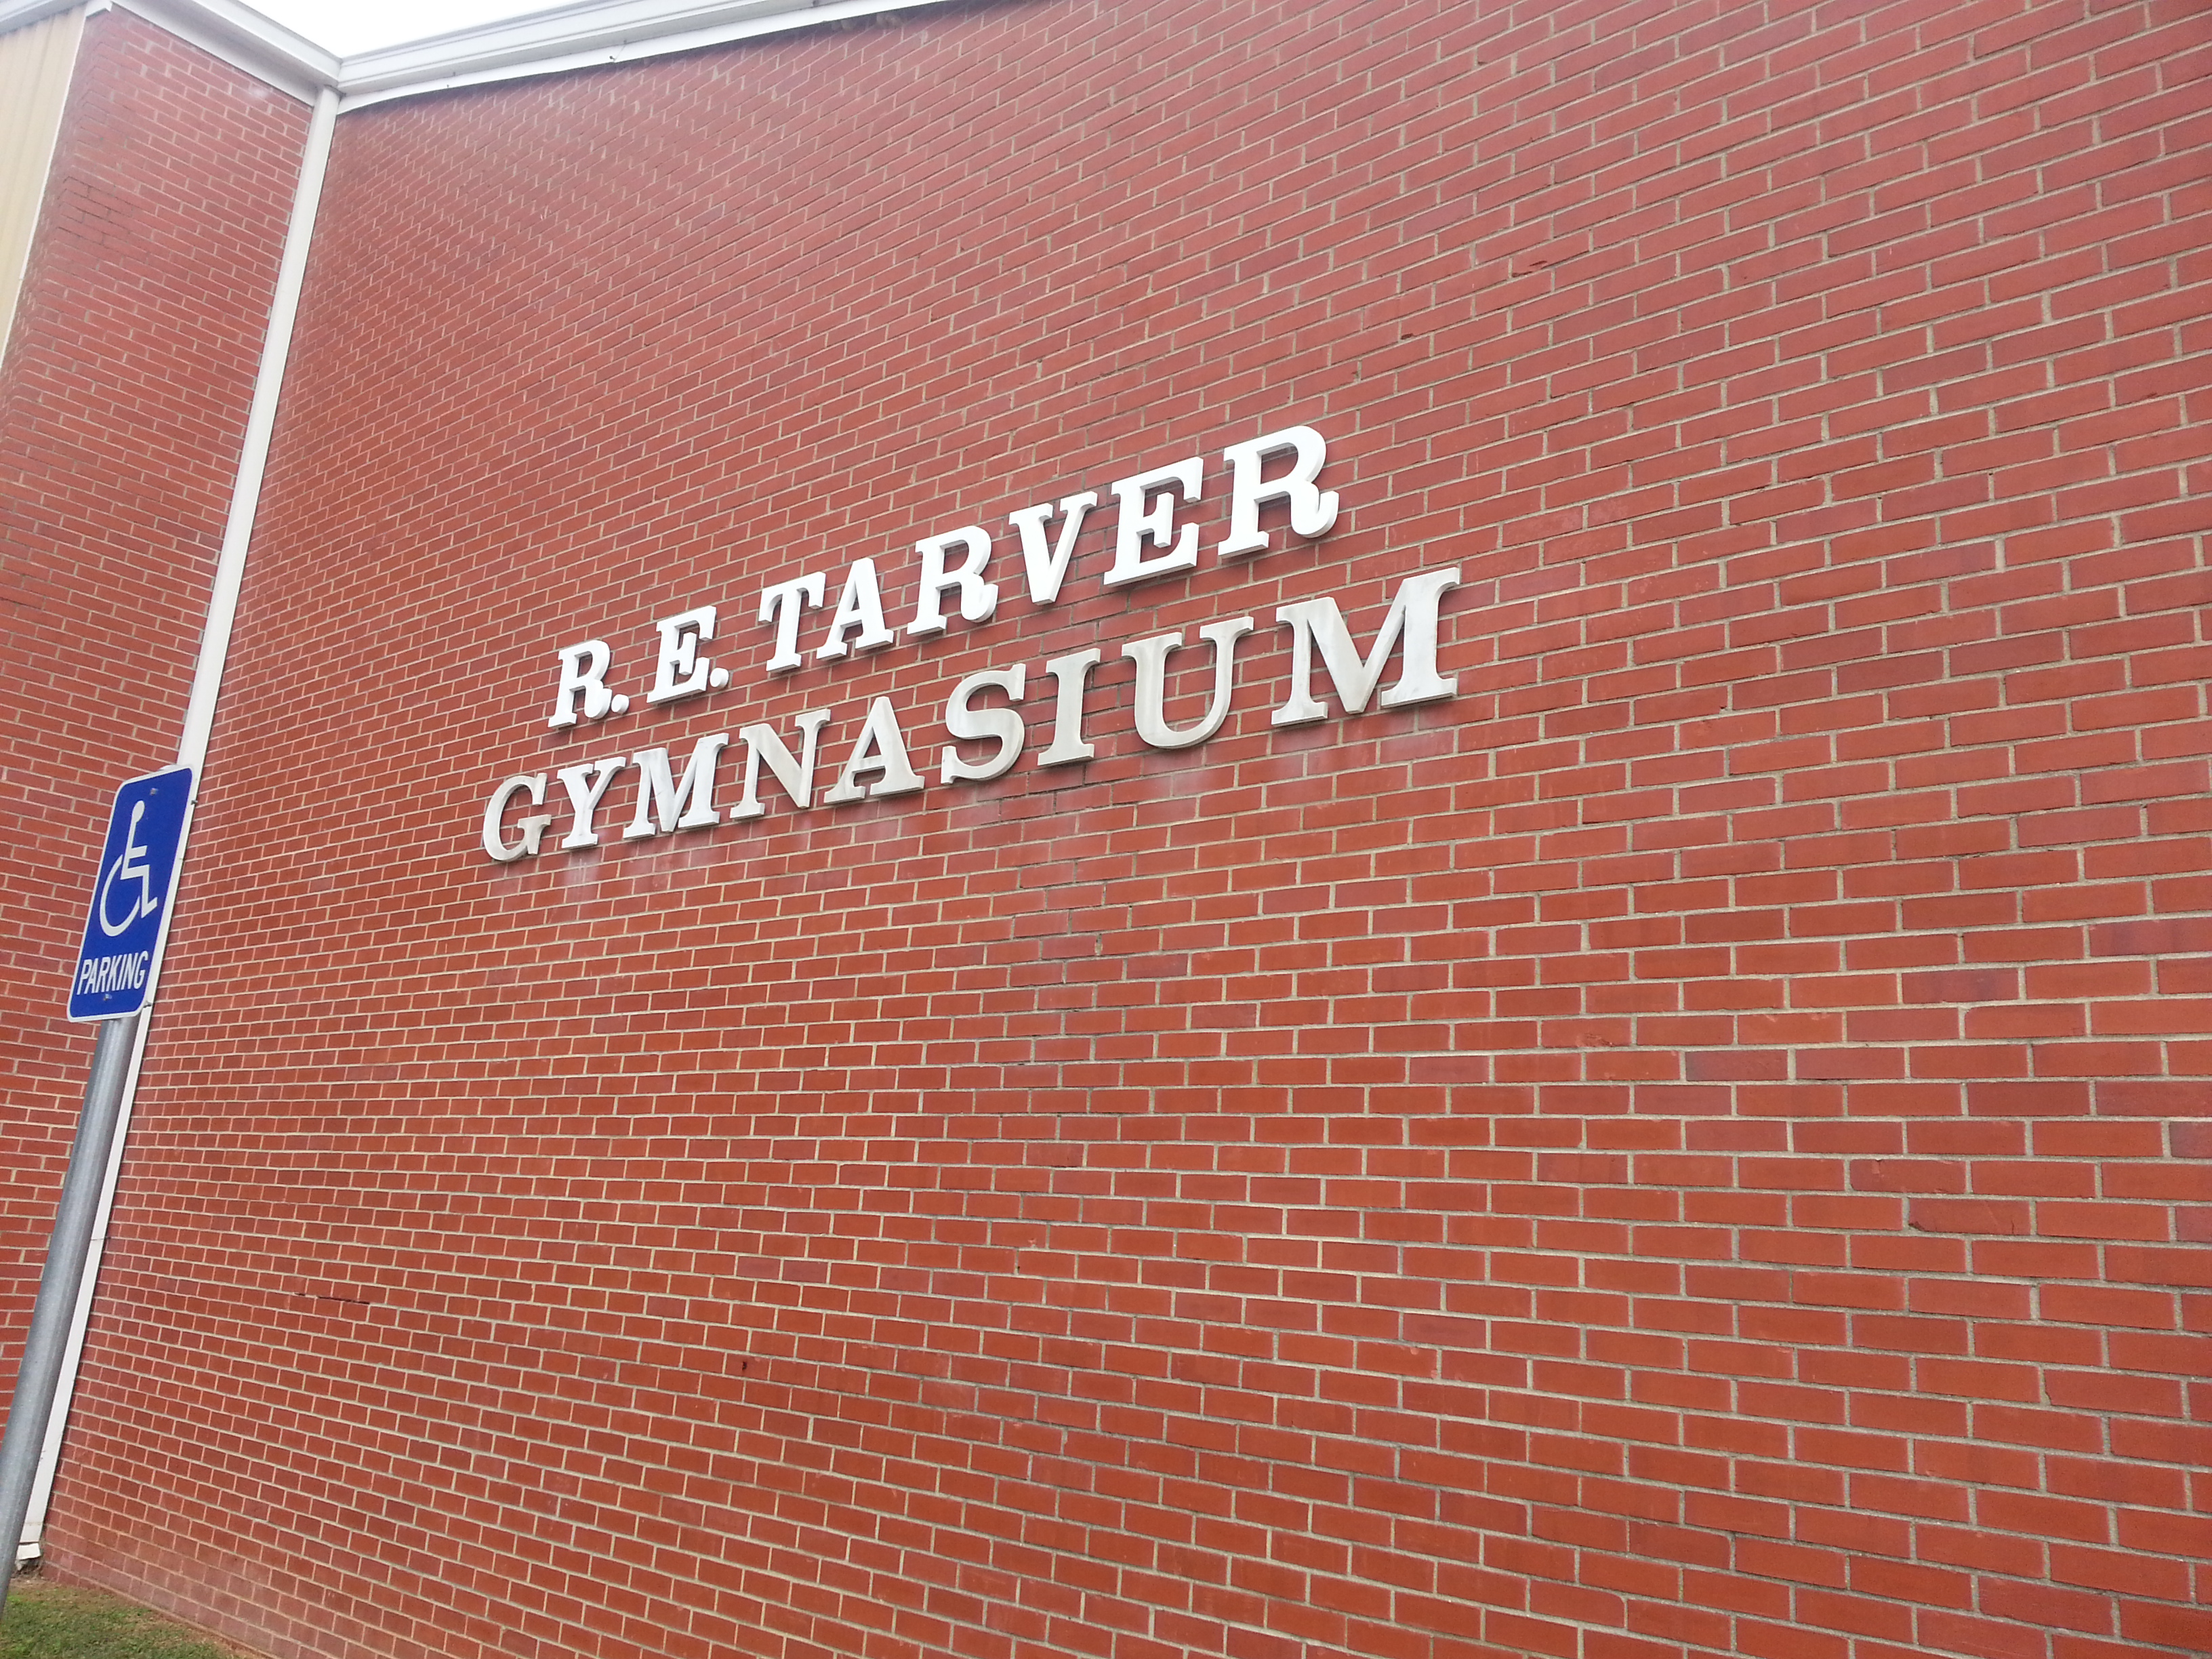 R. E. TARVER
GYMNASIUM
PARKING